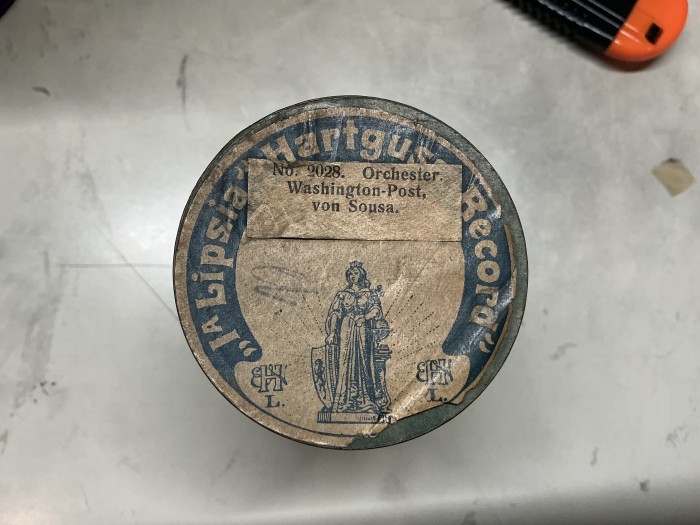 „Iᴬ Lipsia" Hartguss Record"
No. 2028. Orchester.
Washington-Post,
von Sousa.
L.
L.